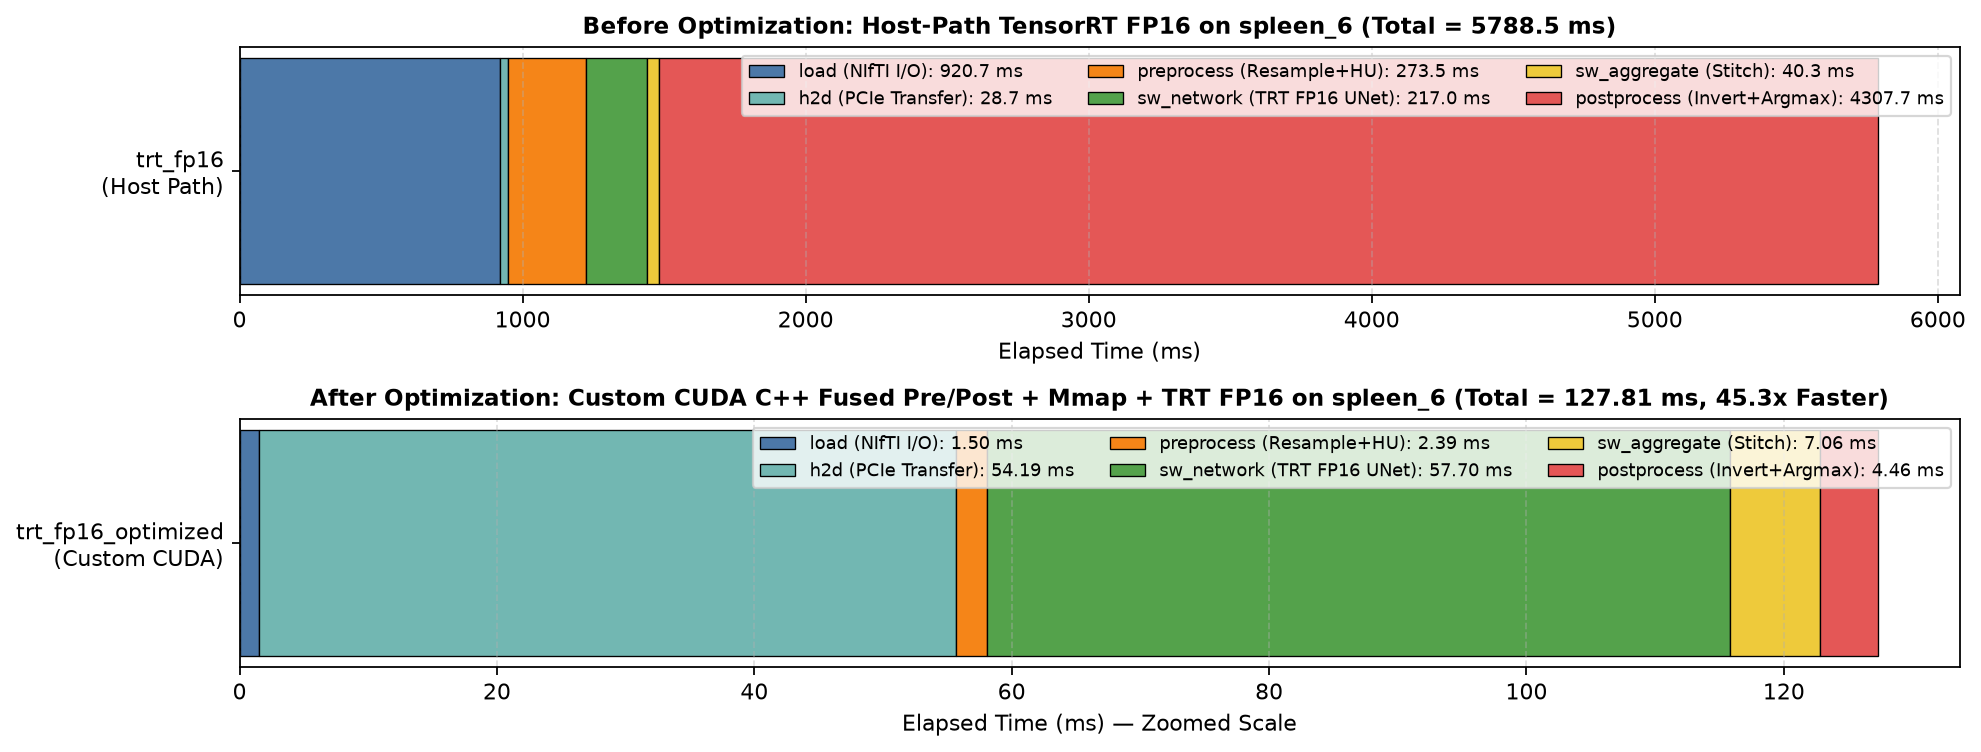 Before Optimization: Host-Path TensorRT FP16 on spleen_6 (Total = 5788.5 ms)
load (NIfTI I/O): 920.7 ms
h2d (PCIe Transfer): 28.7 ms
preprocess (Resample+HU): 273.5 ms
sw_network (TRT FP16 UNet): 217.0 ms
sw_aggregate (Stitch): 40.3 ms
postprocess (Invert+Argmax): 4307.7 ms
trt_fp16
(Host Path)
0 1000 2000 3000 4000 5000 6000
Elapsed Time (ms)
After Optimization: Custom CUDA C++ Fused Pre/Post + Mmap + TRT FP16 on spleen_6 (Total = 127.81 ms, 45.3x Faster)
load (NIfTI I/O): 1.50 ms
h2d (PCIe Transfer): 54.19 ms
preprocess (Resample+HU): 2.39 ms
sw_network (TRT FP16 UNet): 57.70 ms
sw_aggregate (Stitch): 7.06 ms
postprocess (Invert+Argmax): 4.46 ms
trt_fp16_optimized
(Custom CUDA)
0 20 40 60 80 100 120
Elapsed Time (ms) — Zoomed Scale